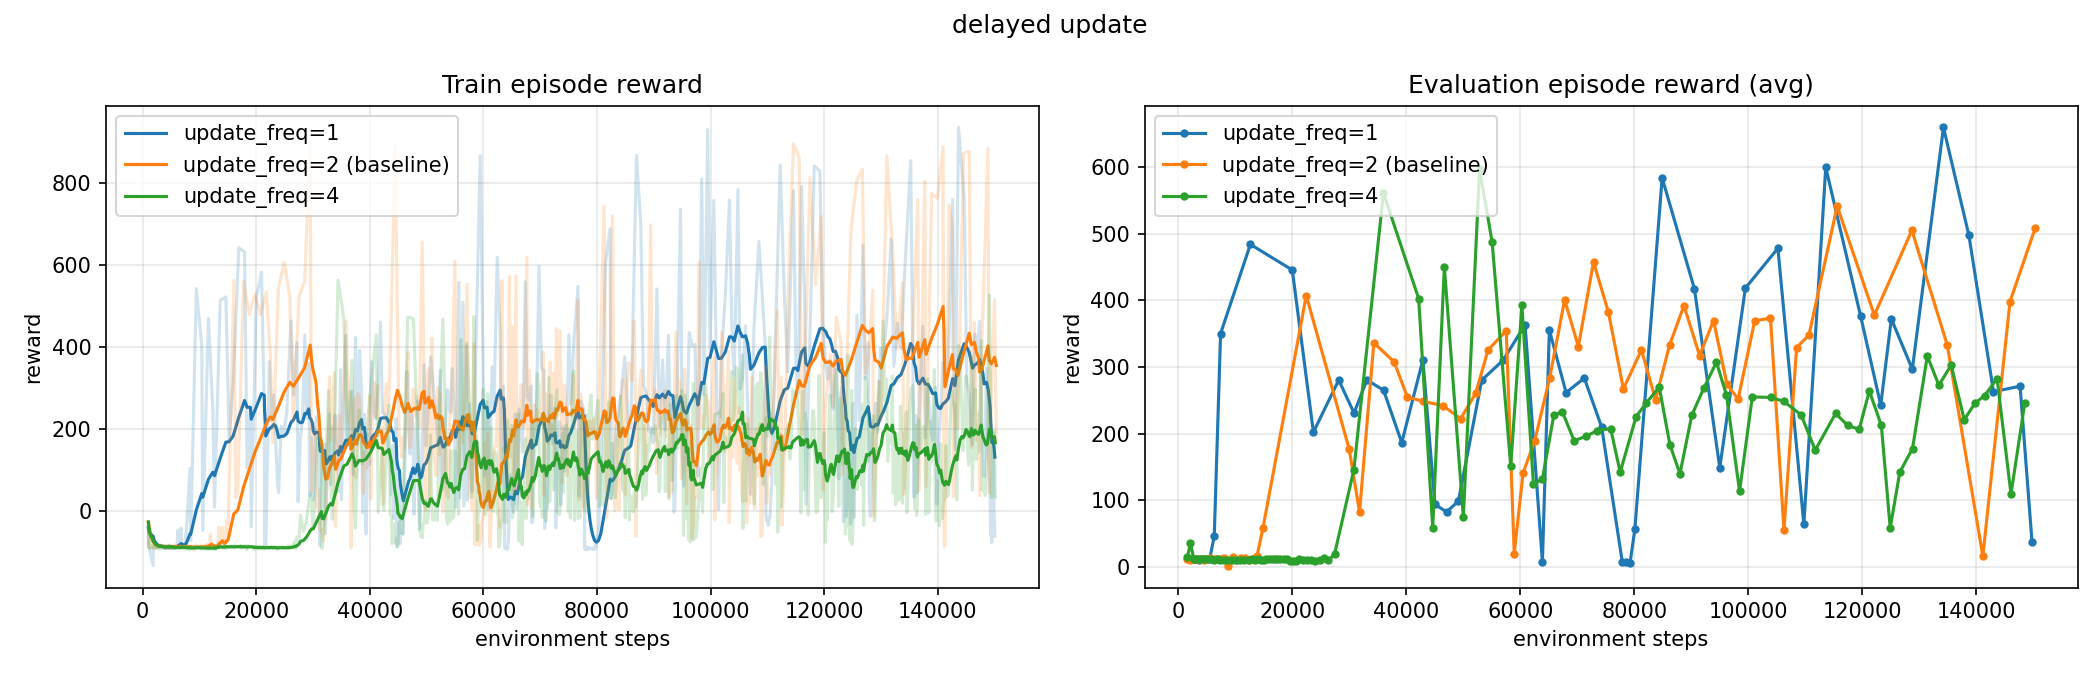 delayed update
Train episode reward
update_freq=1
update_freq=2 (baseline)
update_freq=4
800
600
400
200
0
reward
0
20000
40000
60000
80000
100000
120000
140000
environment steps
Evaluation episode reward (avg)
update_freq=1
update_freq=2 (baseline)
update_freq=4
600
500
400
300
200
100
0
reward
0
20000
40000
60000
80000
100000
120000
140000
environment steps